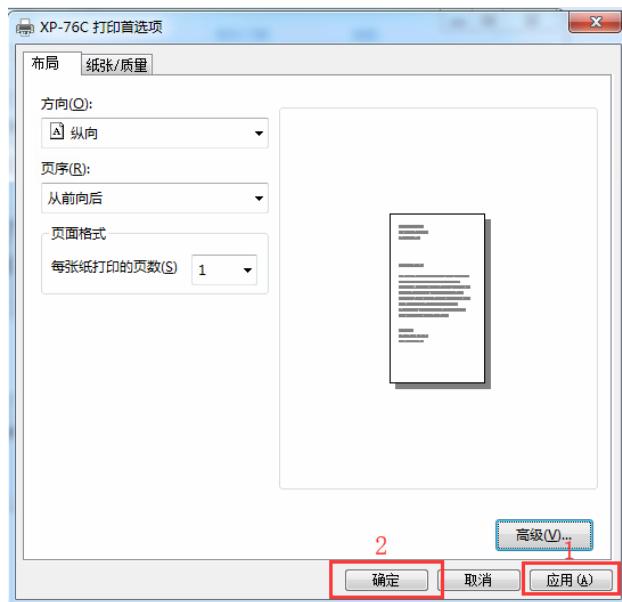 XP-76C 打印首选项
布局 纸张/质量
方向(O):
纵向
页序(R):
从前向后
页面格式
每张纸打印的页数(S) 1
高级(V)...
2 1
确定 取消 应用(A)